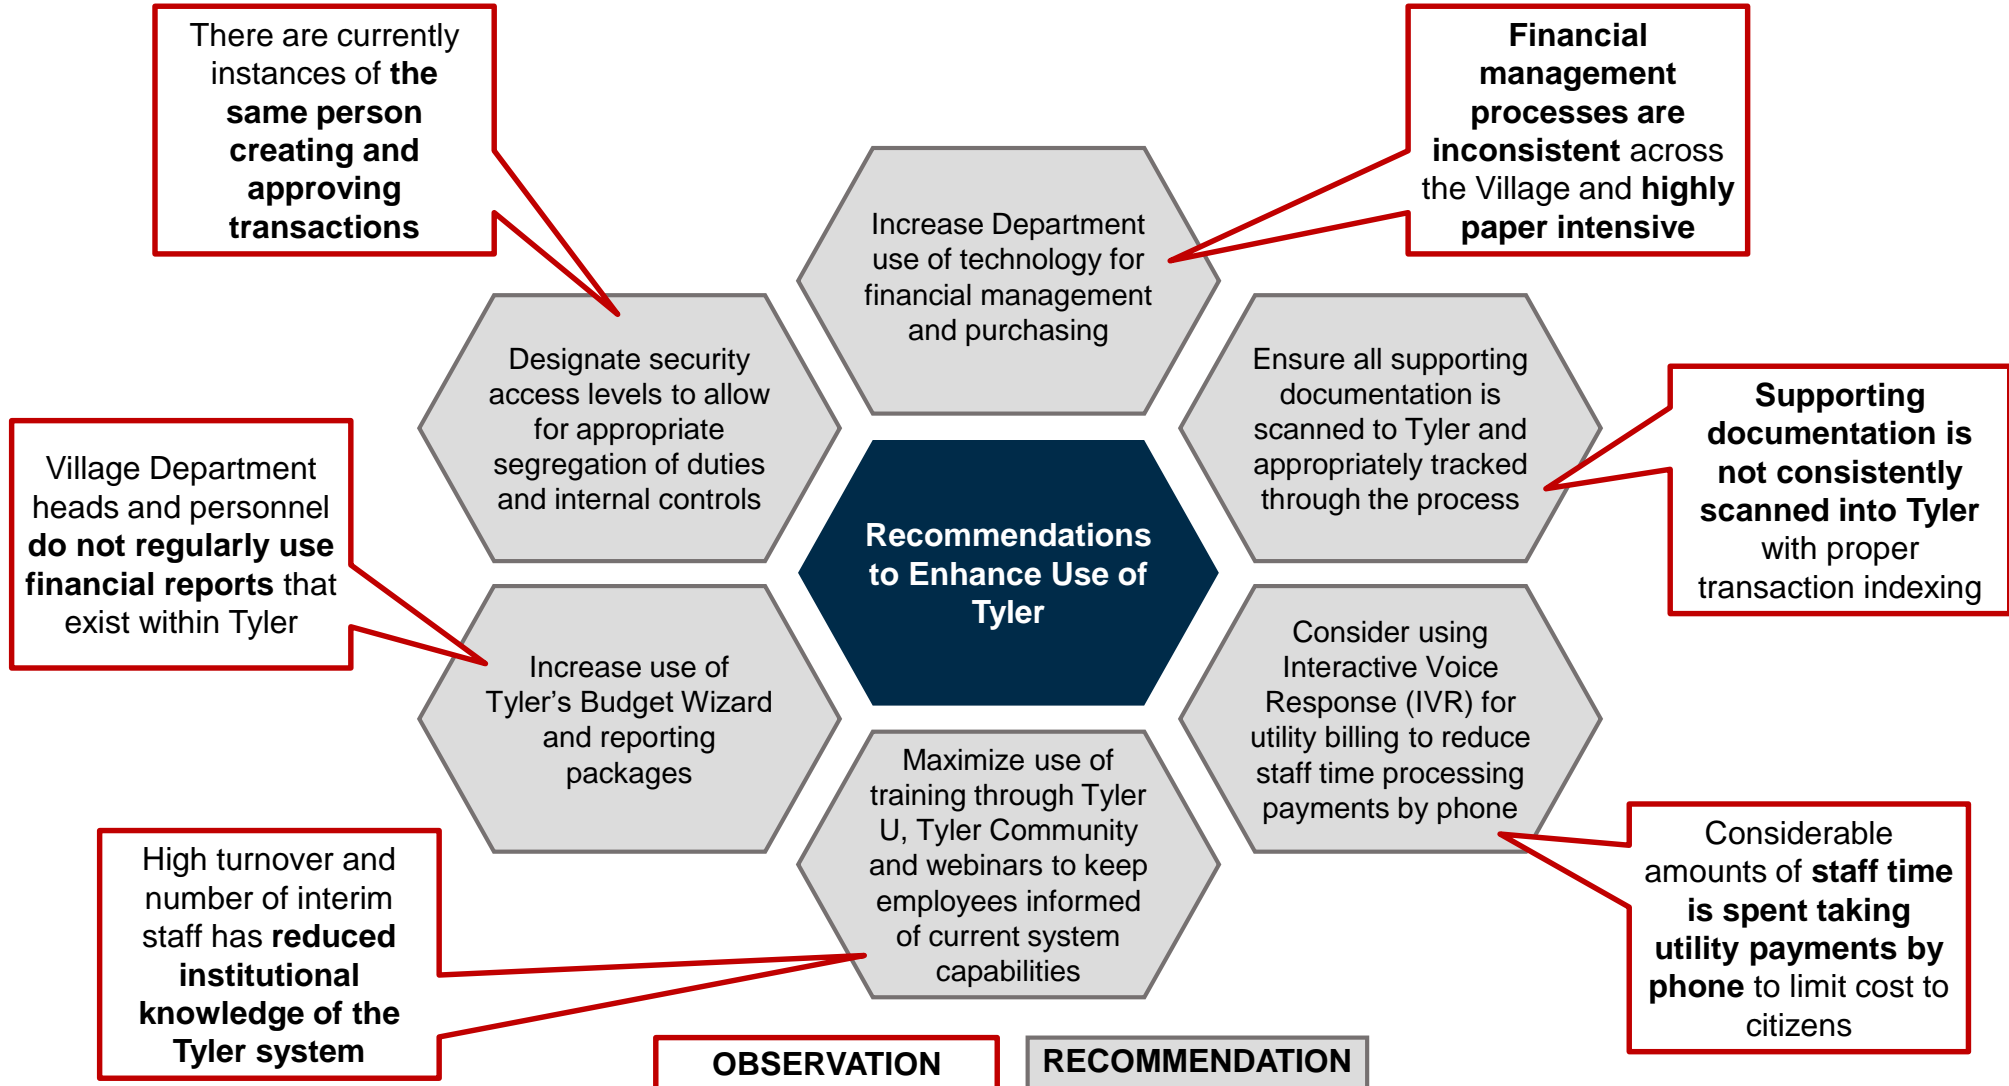 There are currently
instances of the
same person
creating and
approving
transactions
Financial
management
processes are
inconsistent across
the Village and highly
paper intensive
Increase Department
use of technology for
financial management
and purchasing
Designate security
access levels to allow
for appropriate
segregation of duties
and internal controls
Ensure all supporting
documentation is
scanned to Tyler and
appropriately tracked
through the process
Supporting
documentation is
not consistently
scanned into Tyler
with proper
transaction indexing
Village Department
heads and personnel
do not regularly use
financial reports that
exist within Tyler
Recommendations
to Enhance Use of
Tyler
Increase use of
Tyler’s Budget Wizard
and reporting
packages
Consider using
Interactive Voice
Response (IVR) for
utility billing to reduce
staff time processing
payments by phone
Maximize use of
training through Tyler
U, Tyler Community
and webinars to keep
employees informed
of current system
capabilities
High turnover and
number of interim
staff has reduced
institutional
knowledge of the
Tyler system
Considerable
amounts of staff time
is spent taking
utility payments by
phone to limit cost to
citizens
OBSERVATION
RECOMMENDATION